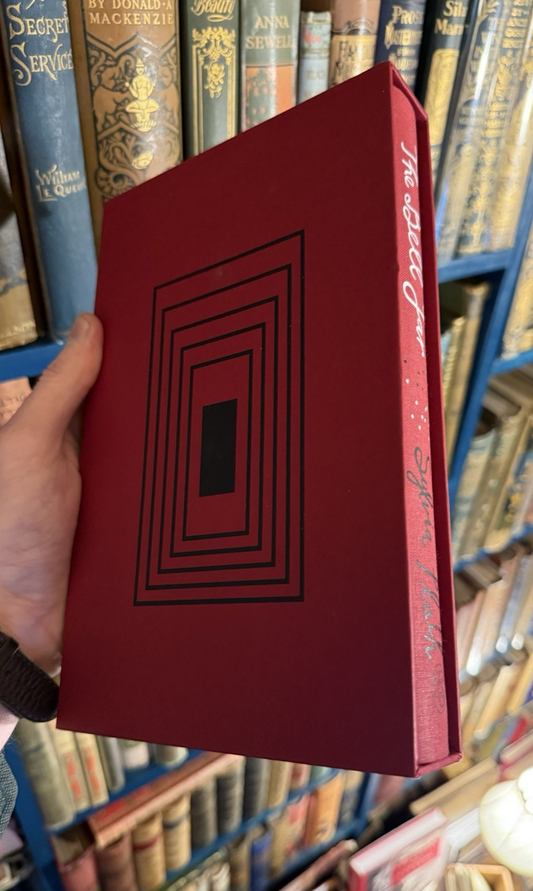 SECRET
SERVICE
William
Le Queux
BY DONALD A
MACKENZIE
Beauty
ANNA
SEWELL
The Bell Jar
Sylvia Plath